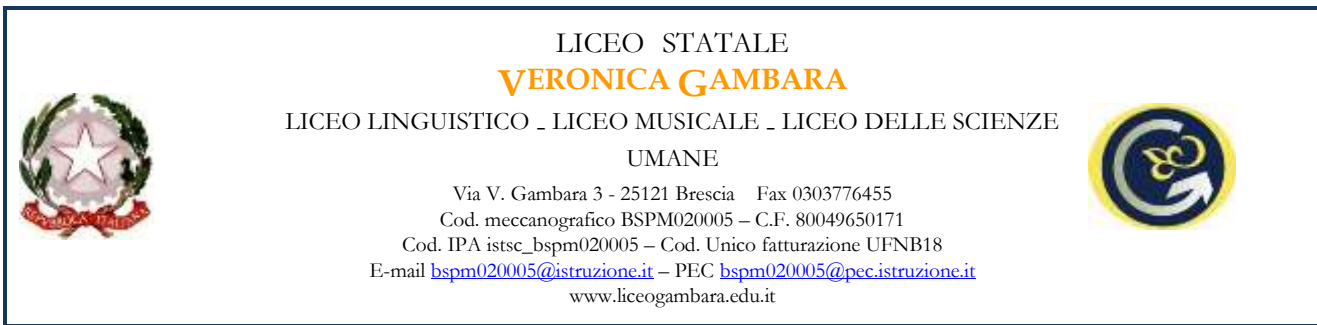 LICEO STATALE
VERONICA GAMBARA
LICEO LINGUISTICO - LICEO MUSICALE - LICEO DELLE SCIENZE
UMANE
Via V. Gambara 3 - 25121 Brescia Fax 0303776455
Cod. meccanografico BSPM020005 – C.F. 80049650171
Cod. IPA istsc_bspm020005 – Cod. Unico fatturazione UFNB18
E-mail bspm020005@istruzione.it – PEC bspm020005@pec.istruzione.it
www.liceogambara.edu.it
REPVBBLICA ITALIANA